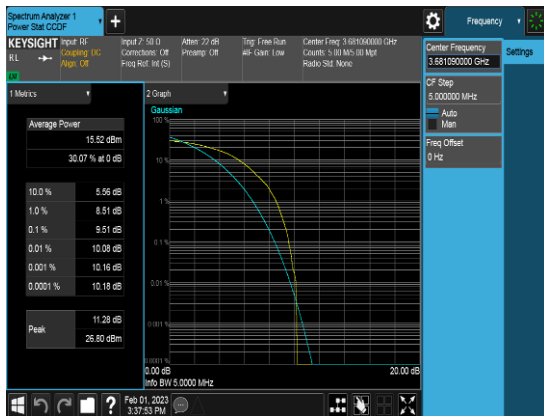 Spectrum Analyzer 1
Power Stat CCDF
Frequency
KEYSIGHT
RL
Input: RF
Coupling: DC
Align: Off
Input Z: 50 Ω
Corrections: Off
Freq Ref: Int (S)
Atten: 22 dB
Preamp: Off
Trig: Free Run
#IF Gain: Low
Center Freq: 3.681090000 GHz
Counts: 5.00 M/5.00 Mpt
Radio Std: None
Center Frequency
3.681090000 GHz
Settings
CF Step
5.000000 MHz
Auto
Man
Freq Offset
0 Hz
1 Metrics
Average Power
15.52 dBm
30.07 % at 0 dB
10.0 % 5.56 dB
1.0 % 8.51 dB
0.1 % 9.51 dB
0.01 % 10.08 dB
0.001 % 10.16 dB
0.0001 % 10.18 dB
Peak
11.28 dB
26.80 dBm
2 Graph
Gaussian
100 %
10 %
1 %
0.1 %
0.01 %
0.001 %
0.0001 %
0.00 dB 20.00 dB
Info BW 5.0000 MHz
Feb 01, 2023
3:37:53 PM